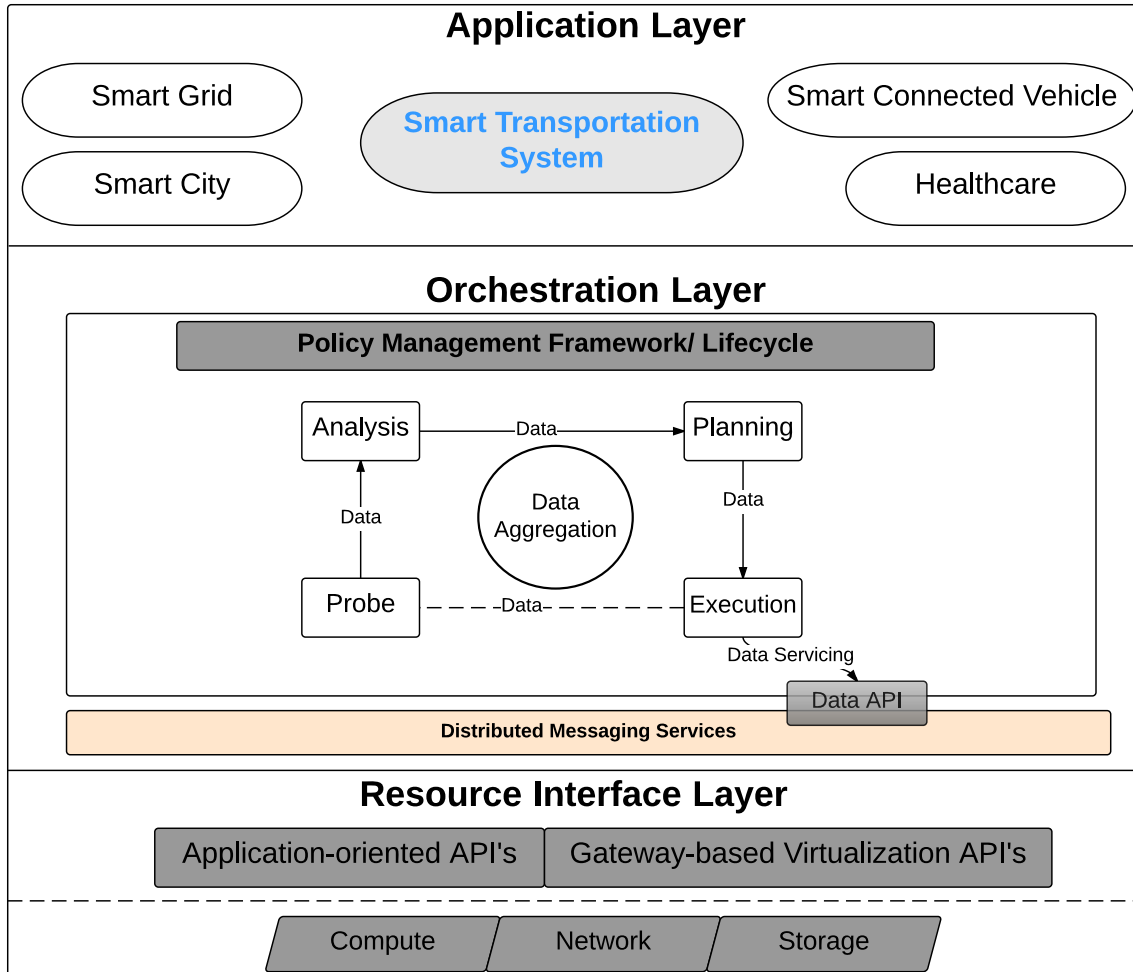 Application Layer
Smart Grid
Smart Transportation
System
Smart Connected Vehicle
Smart City
Healthcare
Orchestration Layer
Policy Management Framework/ Lifecycle
Analysis
Data
Planning
Data
Aggregation
Data
Data
Probe
Data
Execution
Data Servicing
Data API
Distributed Messaging Services
Resource Interface Layer
Application-oriented API's
Gateway-based Virtualization API's
Compute
Network
Storage